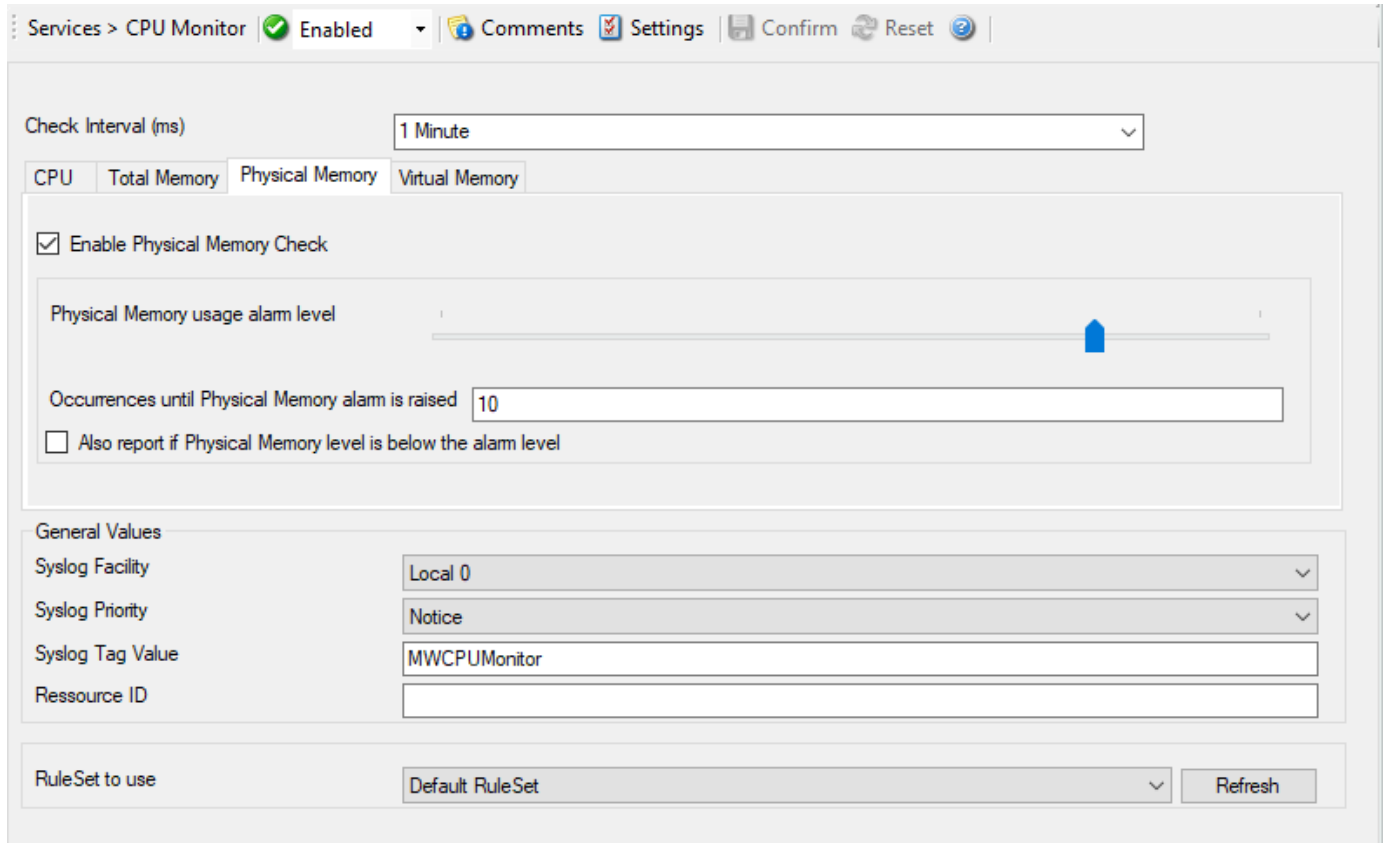 Services > CPU Monitor Enabled Comments Settings Confirm Reset
Check Interval (ms) 1 Minute
CPU Total Memory Physical Memory Virtual Memory
Enable Physical Memory Check
Physical Memory usage alarm level
Occurrences until Physical Memory alarm is raised 10
Also report if Physical Memory level is below the alarm level
General Values
Syslog Facility Local 0
Syslog Priority Notice
Syslog Tag Value MWCPUMonitor
Ressource ID
RuleSet to use Default RuleSet Refresh